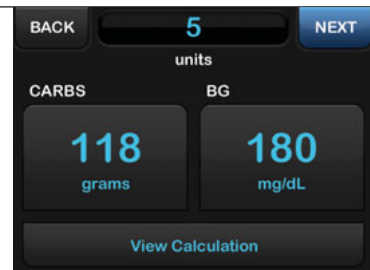 BACK
5
NEXT
units
CARBS
BG
118
180
grams
mg/dL
View Calculation